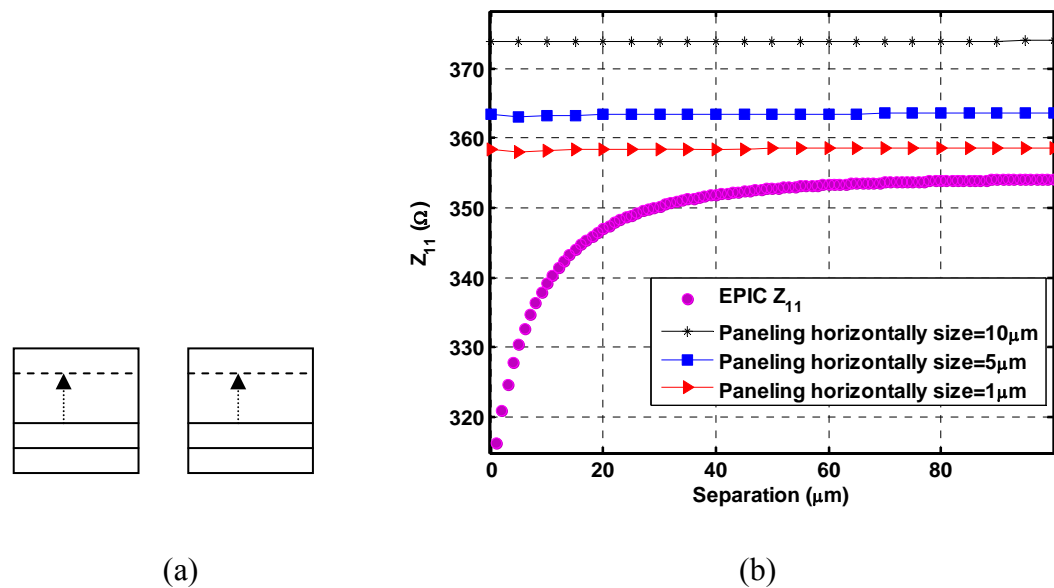 370
360
350
340
330
320
Z11 (Ω)
EPIC Z11
Paneling horizontally size=10μm
Paneling horizontally size=5μm
Paneling horizontally size=1μm
0 20 40 60 80
Separation (μm)
(a) (b)